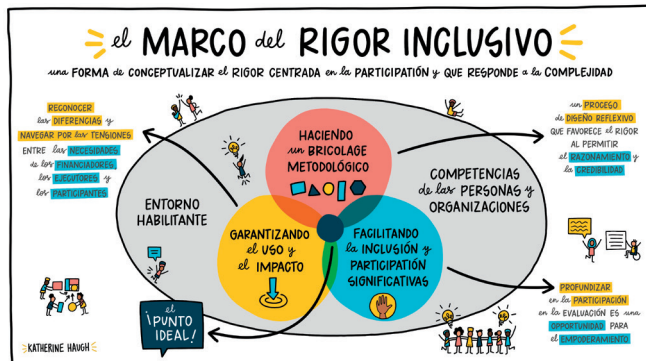 el MARCO del RIGOR INCLUSIVO
una FORMA de CONCEPTUALIZAR el RIGOR CENTRADA en la PARTICIPATIÓN y QUE RESPONDE a la COMPLEJIDAD
RECONOCER
las DIFERENCIAS y
NAVEGAR POR las TENSIONES
ENTRE las NECESIDADES
de los FINANCIADORES,
los EJECUTORES y
los PARTICIPANTES
HACIENDO
un BRICOLAGE
METODOLÓGICO
un PROCESO
de DISEÑO REFLEXIVO
QUE FAVORECE el RIGOR
AL PERMITIR
el RAZONAMIENTO y
la CREDIBILIDAD
ENTORNO
HABILITANTE
COMPETENCIAS
de las PERSONAS y
ORGANIZACIONES
GARANTIZANDO
el USO y
el IMPACTO
FACILITANDO
la INCLUSIÓN y
PARTICIPATIÓN
SIGNIFICATIVAS
el
¡PUNTO
IDEAL!
PROFUNDIZAR
en la PARTICIPACIÓN
en la EVALUACIÓN ES una
OPORTUNIDAD PARA
el EMPODERAMIENTO
KATHERINE HAUGH